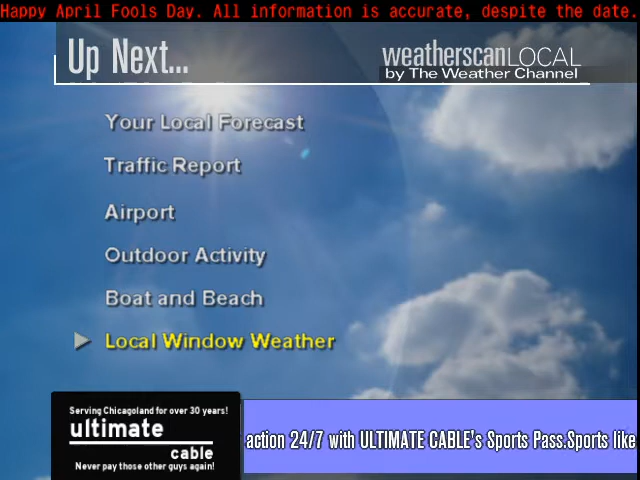 Happy April Fools Day. All information is accurate, despite the date.
Up Next...
weatherscanLOCAL
by The Weather Channel
Your Local Forecast
Traffic Report
Airport
Outdoor Activity
Boat and Beach
Local Window Weather
Serving Chicagoland for over 30 years!
ultimate
cable
Never pay those other guys again!
action 24/7 with ULTIMATE CABLE's Sports Pass.Sports like